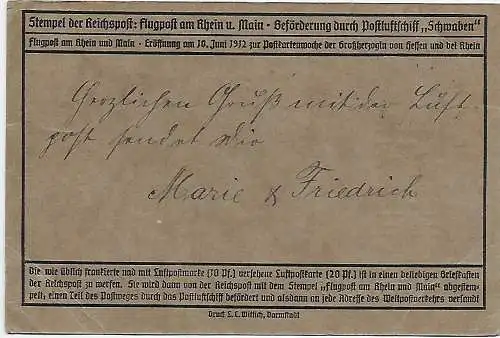 Stempel der Reichspost: Flugpost am Rhein u. Main - Beförderung durch Postluftschiff „Schwaben"
Flugpost am Rhein und Main - Eröffnung am 10. Juni 1912 zur Postkartenwoche der Großherzogin von Hessen und bei Rhein
Herzlichen Gruß mit der Luft-
post sendet
Marie & Friedrich
Die wie üblich frankierte und mit Luftpostmarke (10 Pf.) versehene Luftpostkarte (20 Pf.) ist in einen beliebigen Briefkasten
der Reichspost zu werfen. Sie wird dann von der Reichspost mit dem Stempel „Flugpost am Rhein und Main" abgestem-
pelt, einen Teil des Postweges durch das Postluftschiff befördert und alsdann an jede Adresse des Weltpostverkehrs versandt
Druck L. C. Wittich, Darmstadt